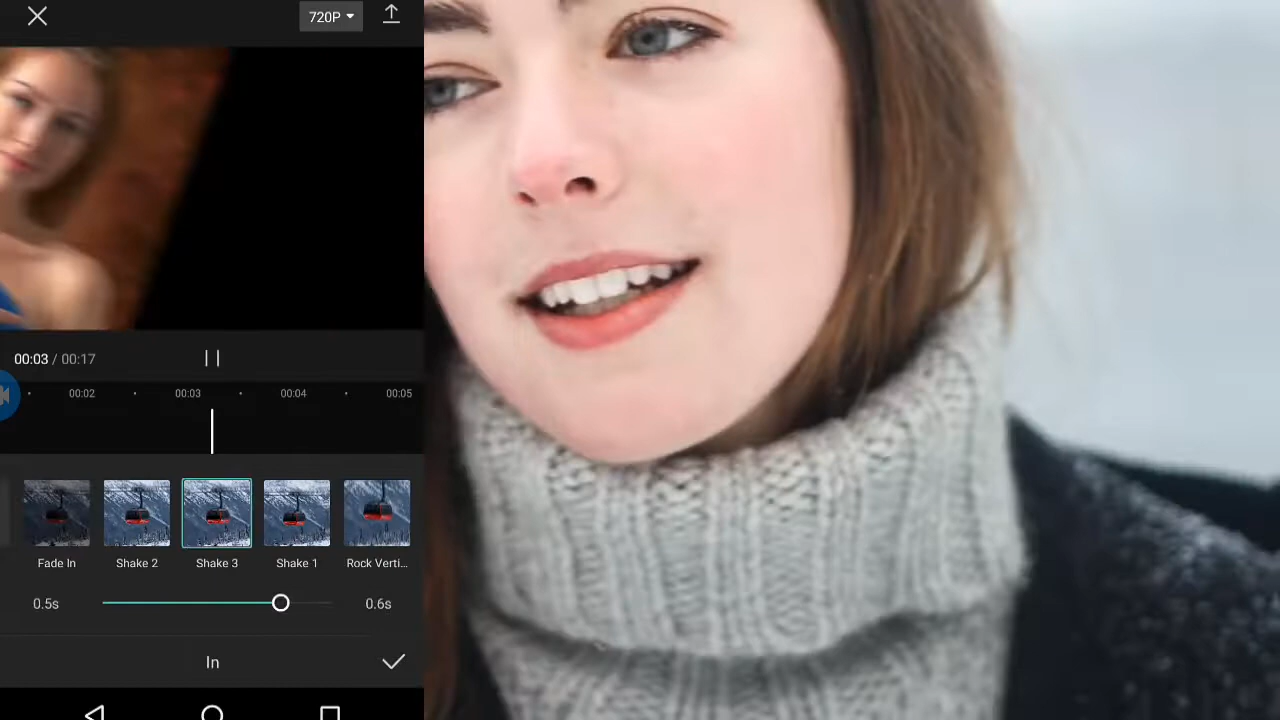 720P
00:03 / 00:17
00:02 00:03 00:04 00:05
Fade In Shake 2 Shake 3 Shake 1 Rock Verti...
0.5s 0.6s
In